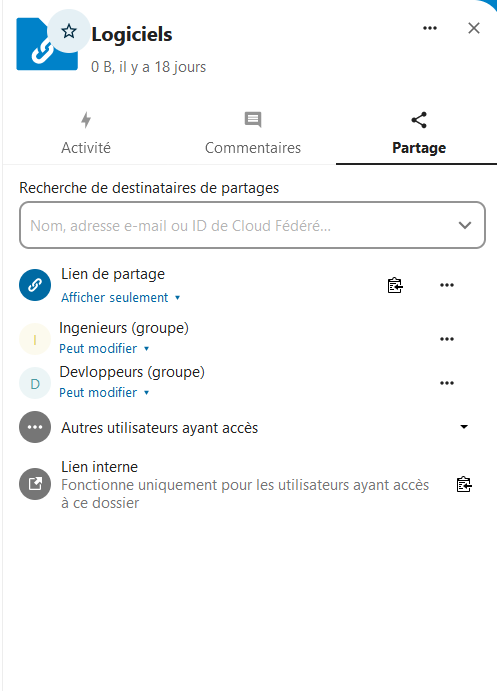 Logiciels
0 B, il y a 18 jours
Activité
Commentaires
Partage
Recherche de destinataires de partages
Nom, adresse e-mail ou ID de Cloud Fédéré...
Lien de partage
Afficher seulement
I
Ingenieurs (groupe)
Peut modifier
D
Devloppeurs (groupe)
Peut modifier
Autres utilisateurs ayant accès
Lien interne
Fonctionne uniquement pour les utilisateurs ayant accès
à ce dossier